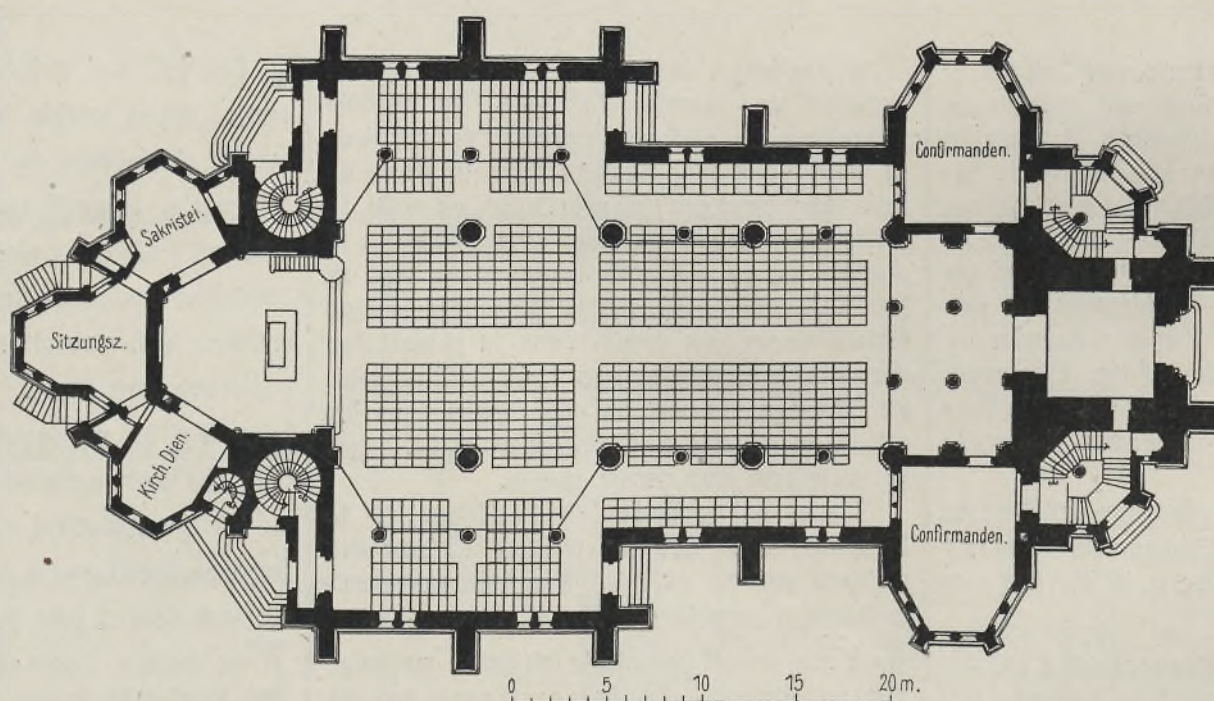 Confirmanden.
Sakristei.
Sitzungsz.
Kirch. Dien.
Confirmanden.
0 5 10 15 20 m.